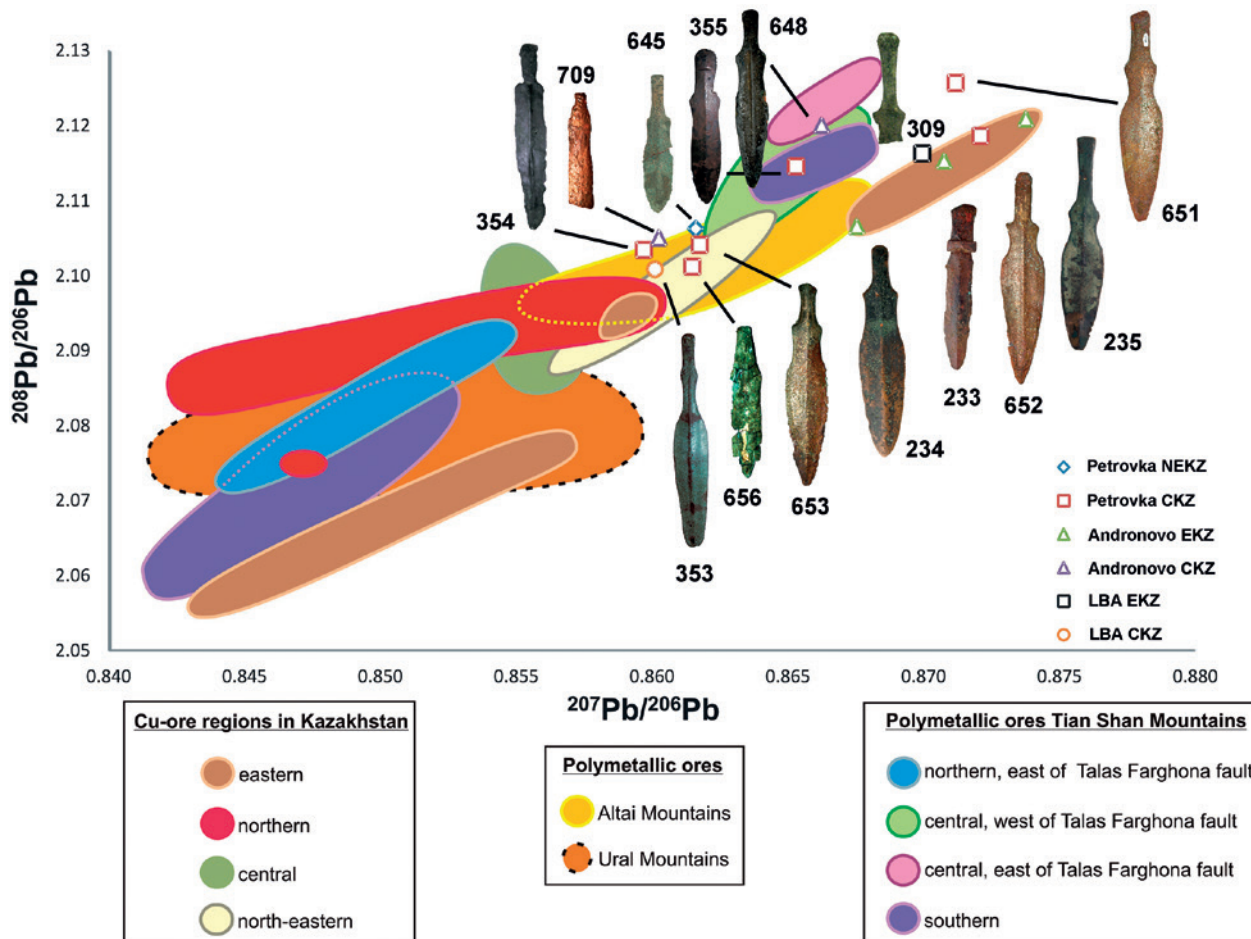 208Pb/206Pb
2.13
2.12
2.11
2.10
2.09
2.08
2.07
2.06
2.05
0.840
0.845
0.850
0.855
0.860
0.865
0.870
0.875
0.880
207Pb/206Pb
709
645
355
648
309
651
354
353
656
653
234
233
652
235
Petrovka NEKZ
Petrovka CKZ
Andronovo EKZ
Andronovo CKZ
LBA EKZ
LBA CKZ
Cu-ore regions in Kazakhstan
eastern
northern
central
north-eastern
Polymetallic ores
Altai Mountains
Ural Mountains
Polymetallic ores Tian Shan Mountains
northern, east of Talas Farghona fault
central, west of Talas Farghona fault
central, east of Talas Farghona fault
southern